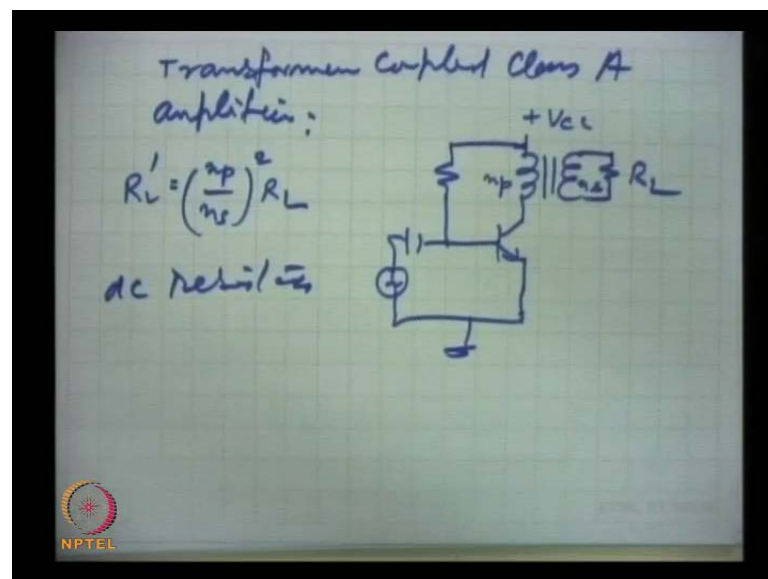 Transformer Coupled Class A
amplifier:
+ Vcc
R'L = (np/ns)² RL
np
ns
RL
dc resistance
NPTEL